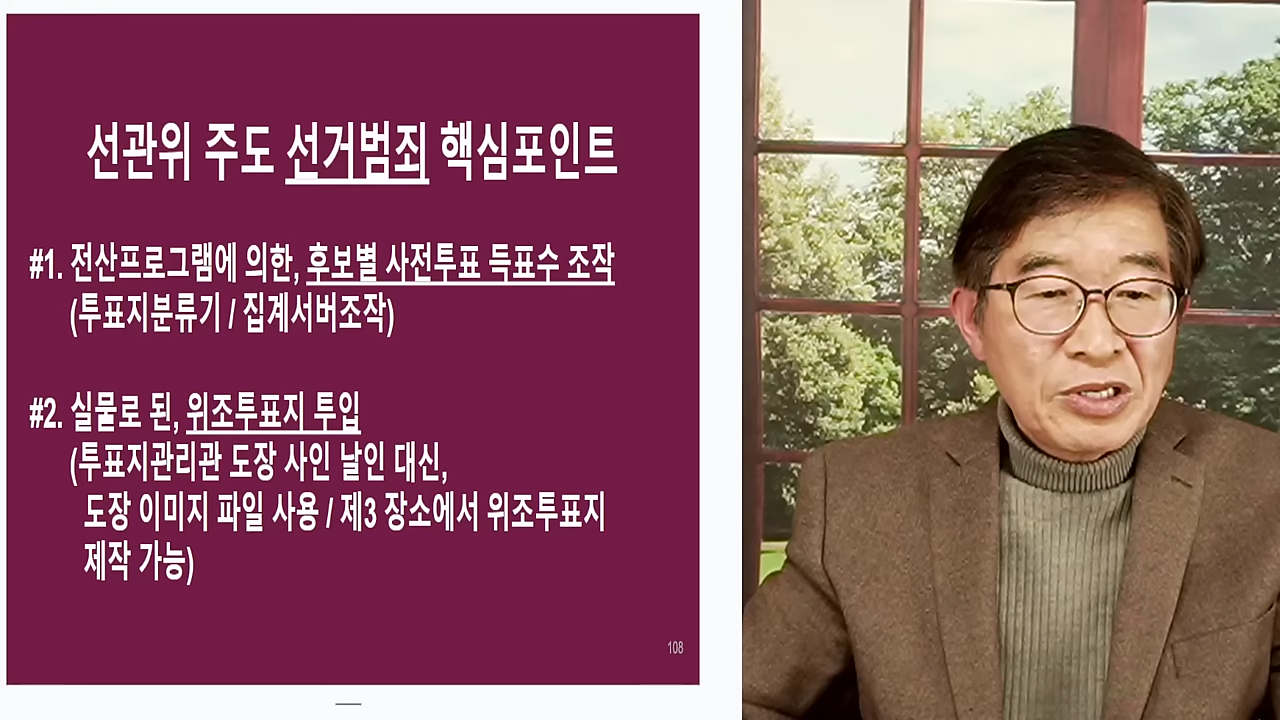 선관위 주도 선거범죄 핵심포인트
#1. 전산프로그램에 의한, 후보별 사전투표 득표수 조작
(투표지분류기 / 집계서버조작)
#2. 실물로 된, 위조투표지 투입
(투표지관리관 도장 사인 날인 대신,
도장 이미지 파일 사용 / 제3 장소에서 위조투표지
제작 가능)
108